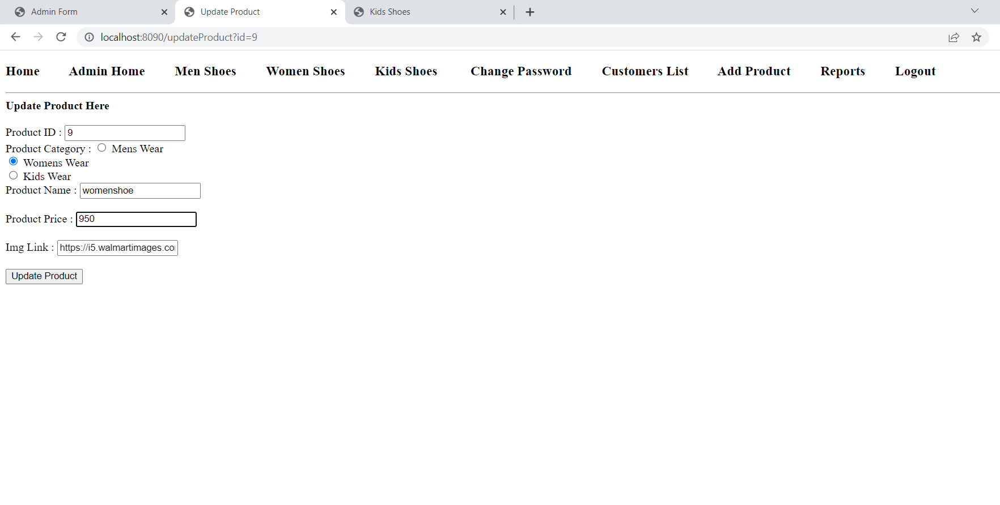 Admin Form Update Product Kids Shoes
localhost:8090/updateProduct?id=9
Home Admin Home Men Shoes Women Shoes Kids Shoes Change Password Customers List Add Product Reports Logout
Update Product Here
Product ID : 9
Product Category : Mens Wear
Womens Wear
Kids Wear
Product Name : womenshoe
Product Price : 950
Img Link : https://i5.walmartimages.co
Update Product